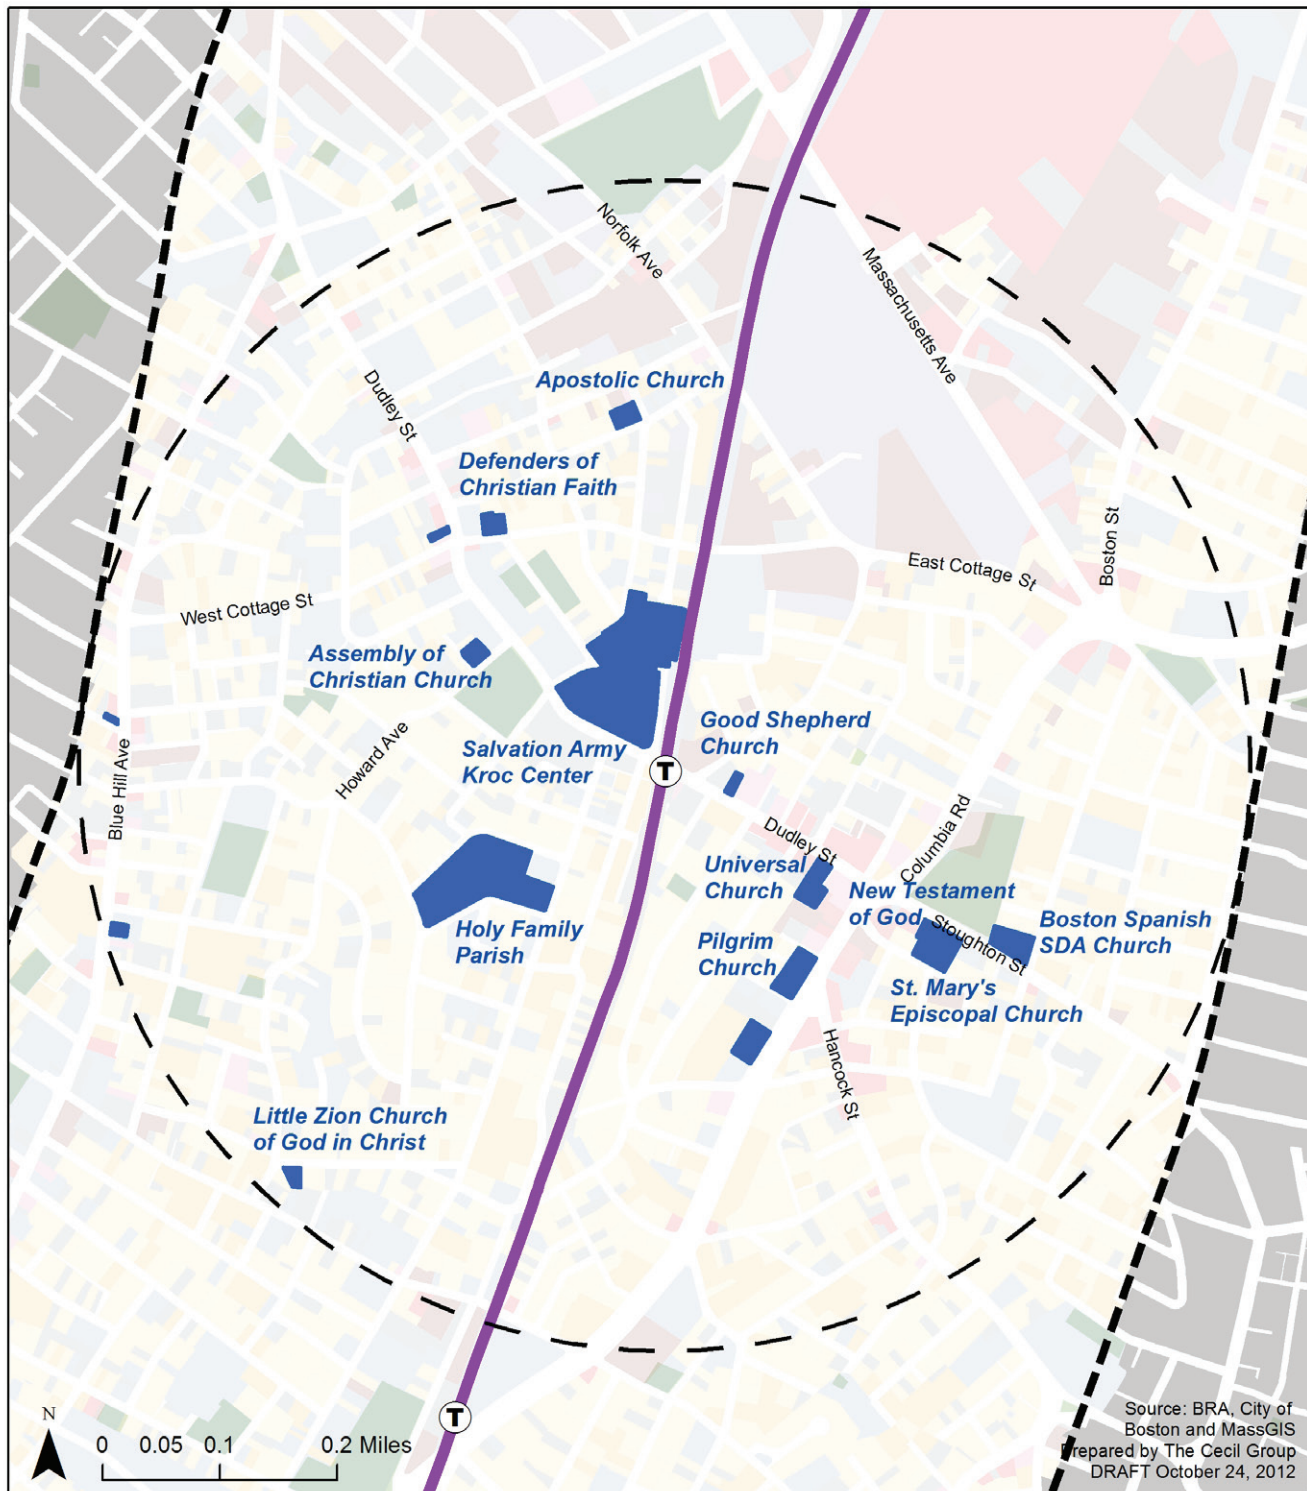 Norfolk Ave
Massachusetts Ave
Apostolic Church
Dudley St
Defenders of
Christian Faith
Boston St
East Cottage St
West Cottage St
Assembly of
Christian Church
Good Shepherd
Church
Salvation Army
Kroc Center
Howard Ave
Blue Hill Ave
T
Columbia Rd
Dudley St
Universal
Church
New Testament
of God
Boston Spanish
SDA Church
Stoughton St
Holy Family
Parish
Pilgrim
Church
St. Mary's
Episcopal Church
Hancock St
Little Zion Church
of God in Christ
T
N
0 0.05 0.1 0.2 Miles
Source: BRA, City of
Boston and MassGIS
Prepared by The Cecil Group
DRAFT October 24, 2012